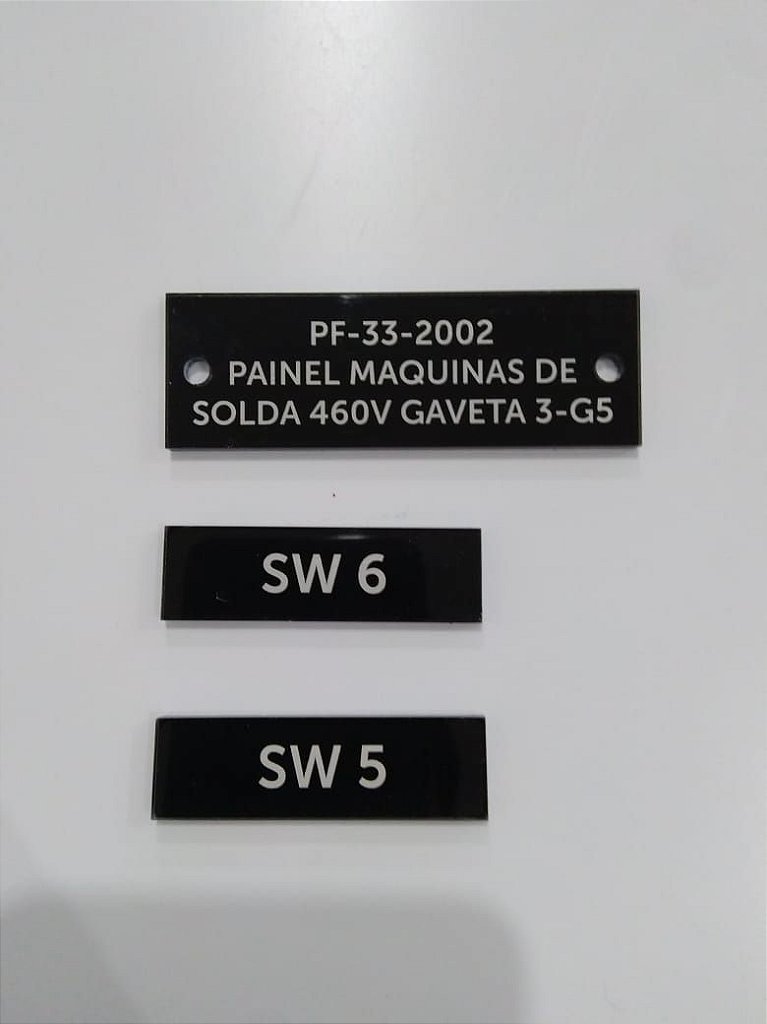 PF-33-2002
PAINEL MAQUINAS DE
SOLDA 460V GAVETA 3-G5
SW 6
SW 5